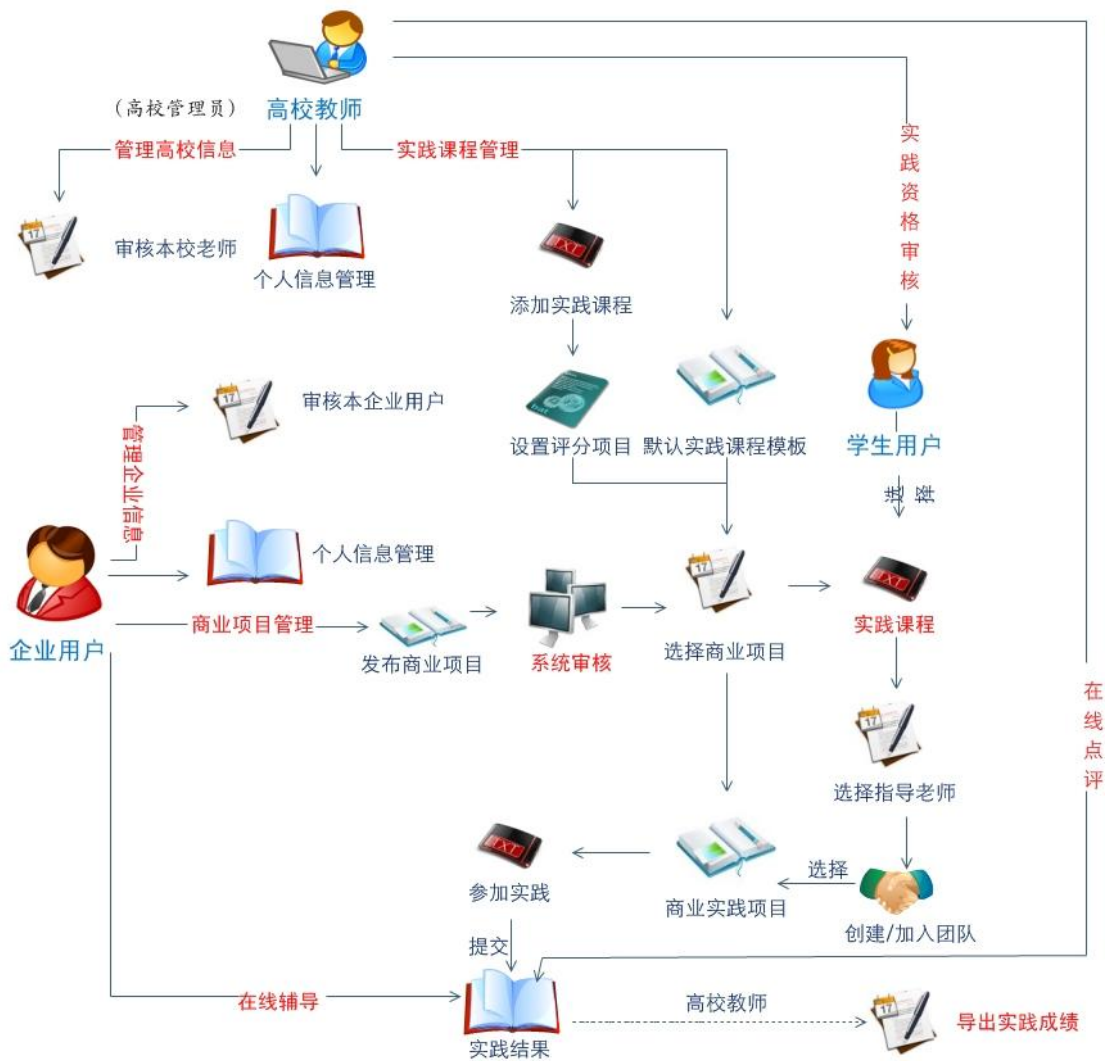 (高校管理员)
高校教师
管理高校信息
实践课程管理
实践资格审核
审核本校老师
个人信息管理
添加实践课程
审核本企业用户
管理企业信息
设置评分项目
默认实践课程模板
学生用户
选择
个人信息管理
企业用户
商业项目管理
发布商业项目
系统审核
选择商业项目
实践课程
在线点评
选择指导老师
参加实践
商业实践项目
选择
创建/加入团队
提交
在线辅导
实践结果
高校教师
导出实践成绩